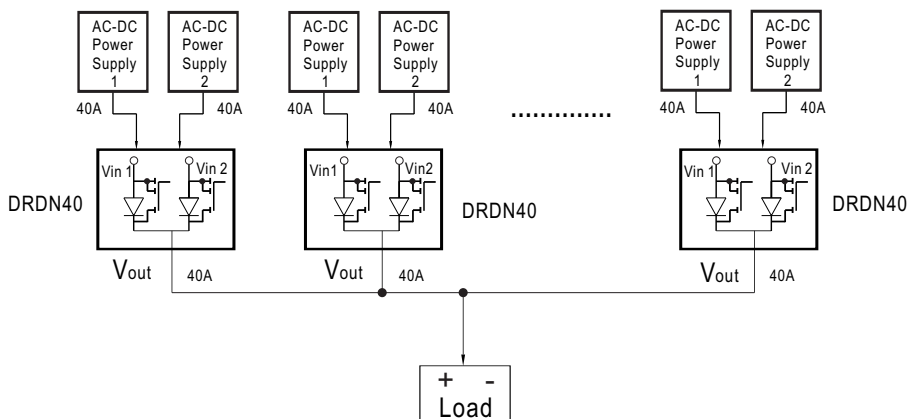 AC-DC
Power
Supply
1
AC-DC
Power
Supply
2
AC-DC
Power
Supply
1
AC-DC
Power
Supply
2
AC-DC
Power
Supply
1
AC-DC
Power
Supply
2
40A
40A
40A
40A
40A
40A
...............
Vin 1
Vin 2
Vin1
Vin2
Vin 1
Vin 2
DRDN40
DRDN40
DRDN40
Vout
40A
Vout
40A
Vout
40A
+ -
Load